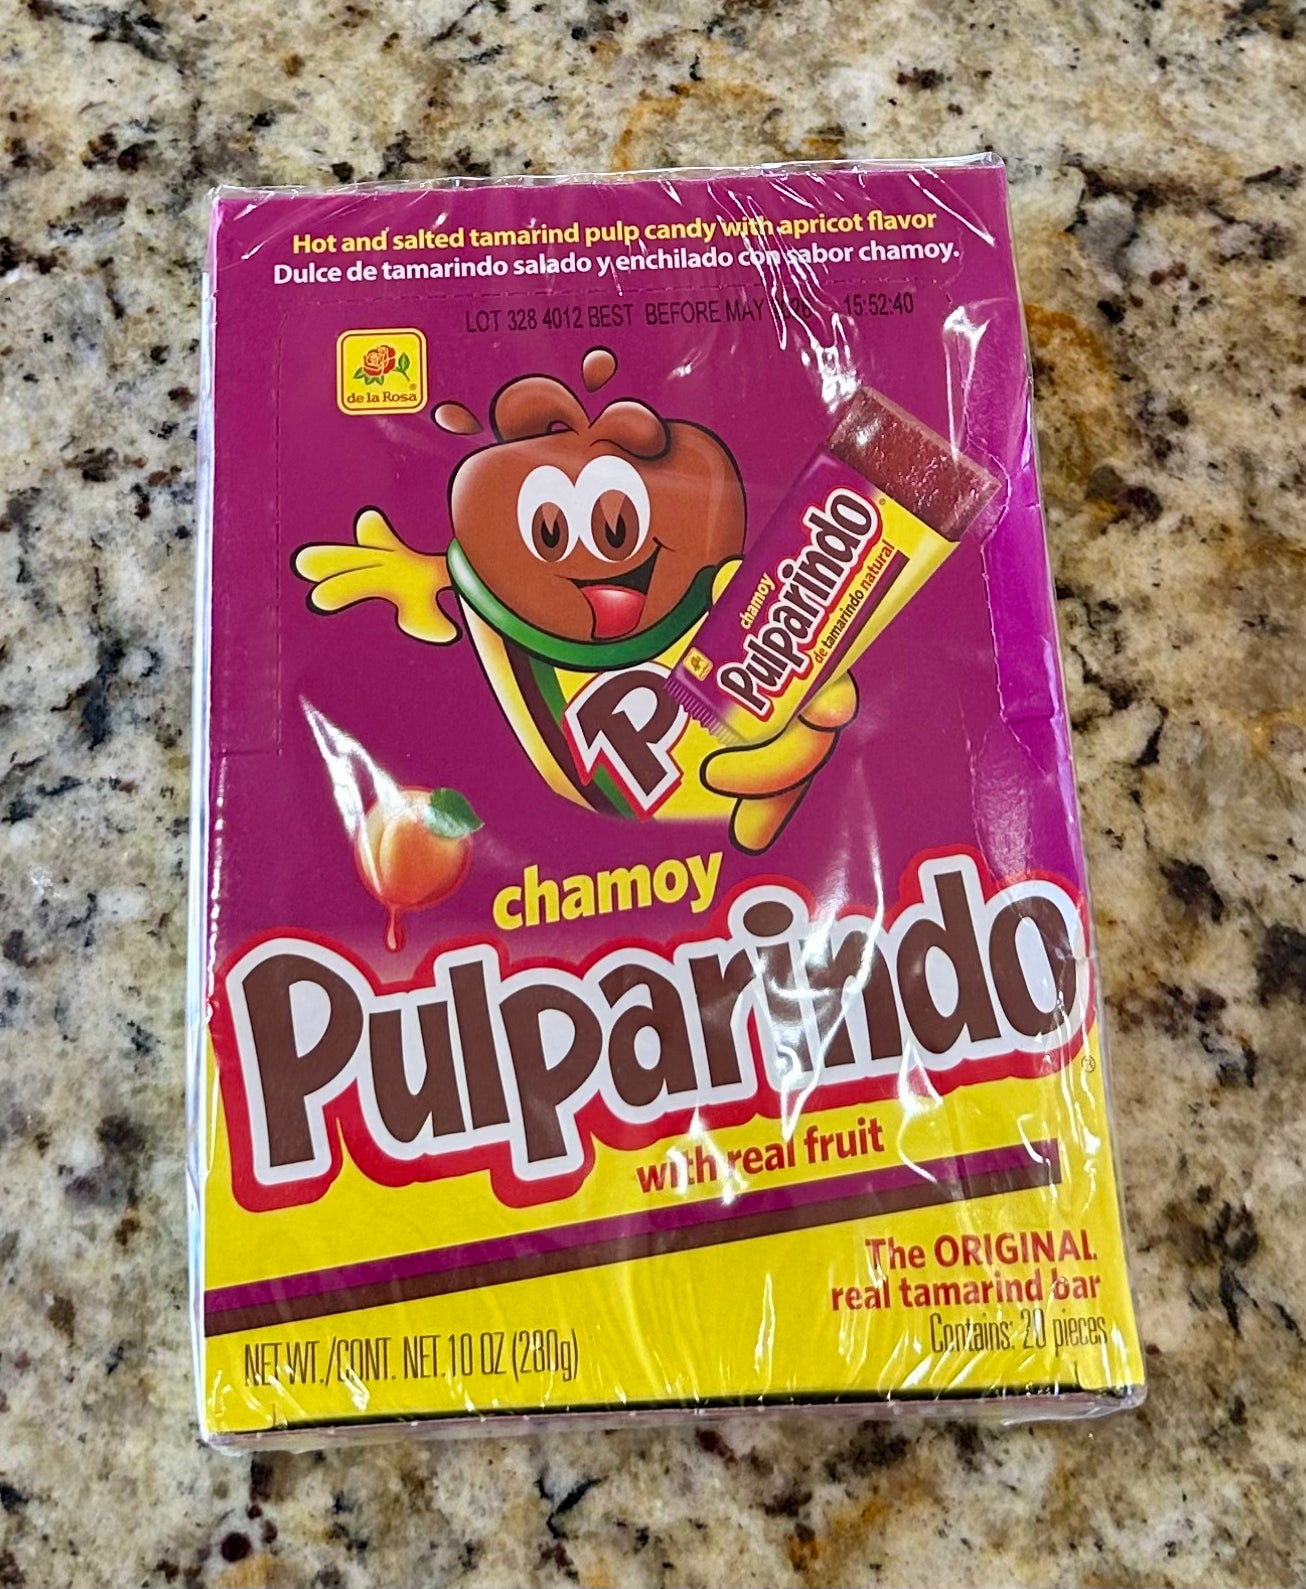 Hot and salted tamarind pulp candy with apricot flavor
Dulce de tamarindo salado y enchilado con sabor chamoy.
LOT 328 4012 BEST BEFORE MAY 15:52:40
de la Rosa®
chamoy
Pulparindo®
de tamarindo natural
P
chamoy
Pulparindo®
with real fruit
The ORIGINAL
real tamarind bar
Contains: 20 pieces
NET WT./CONT. NET.10 OZ (280g)